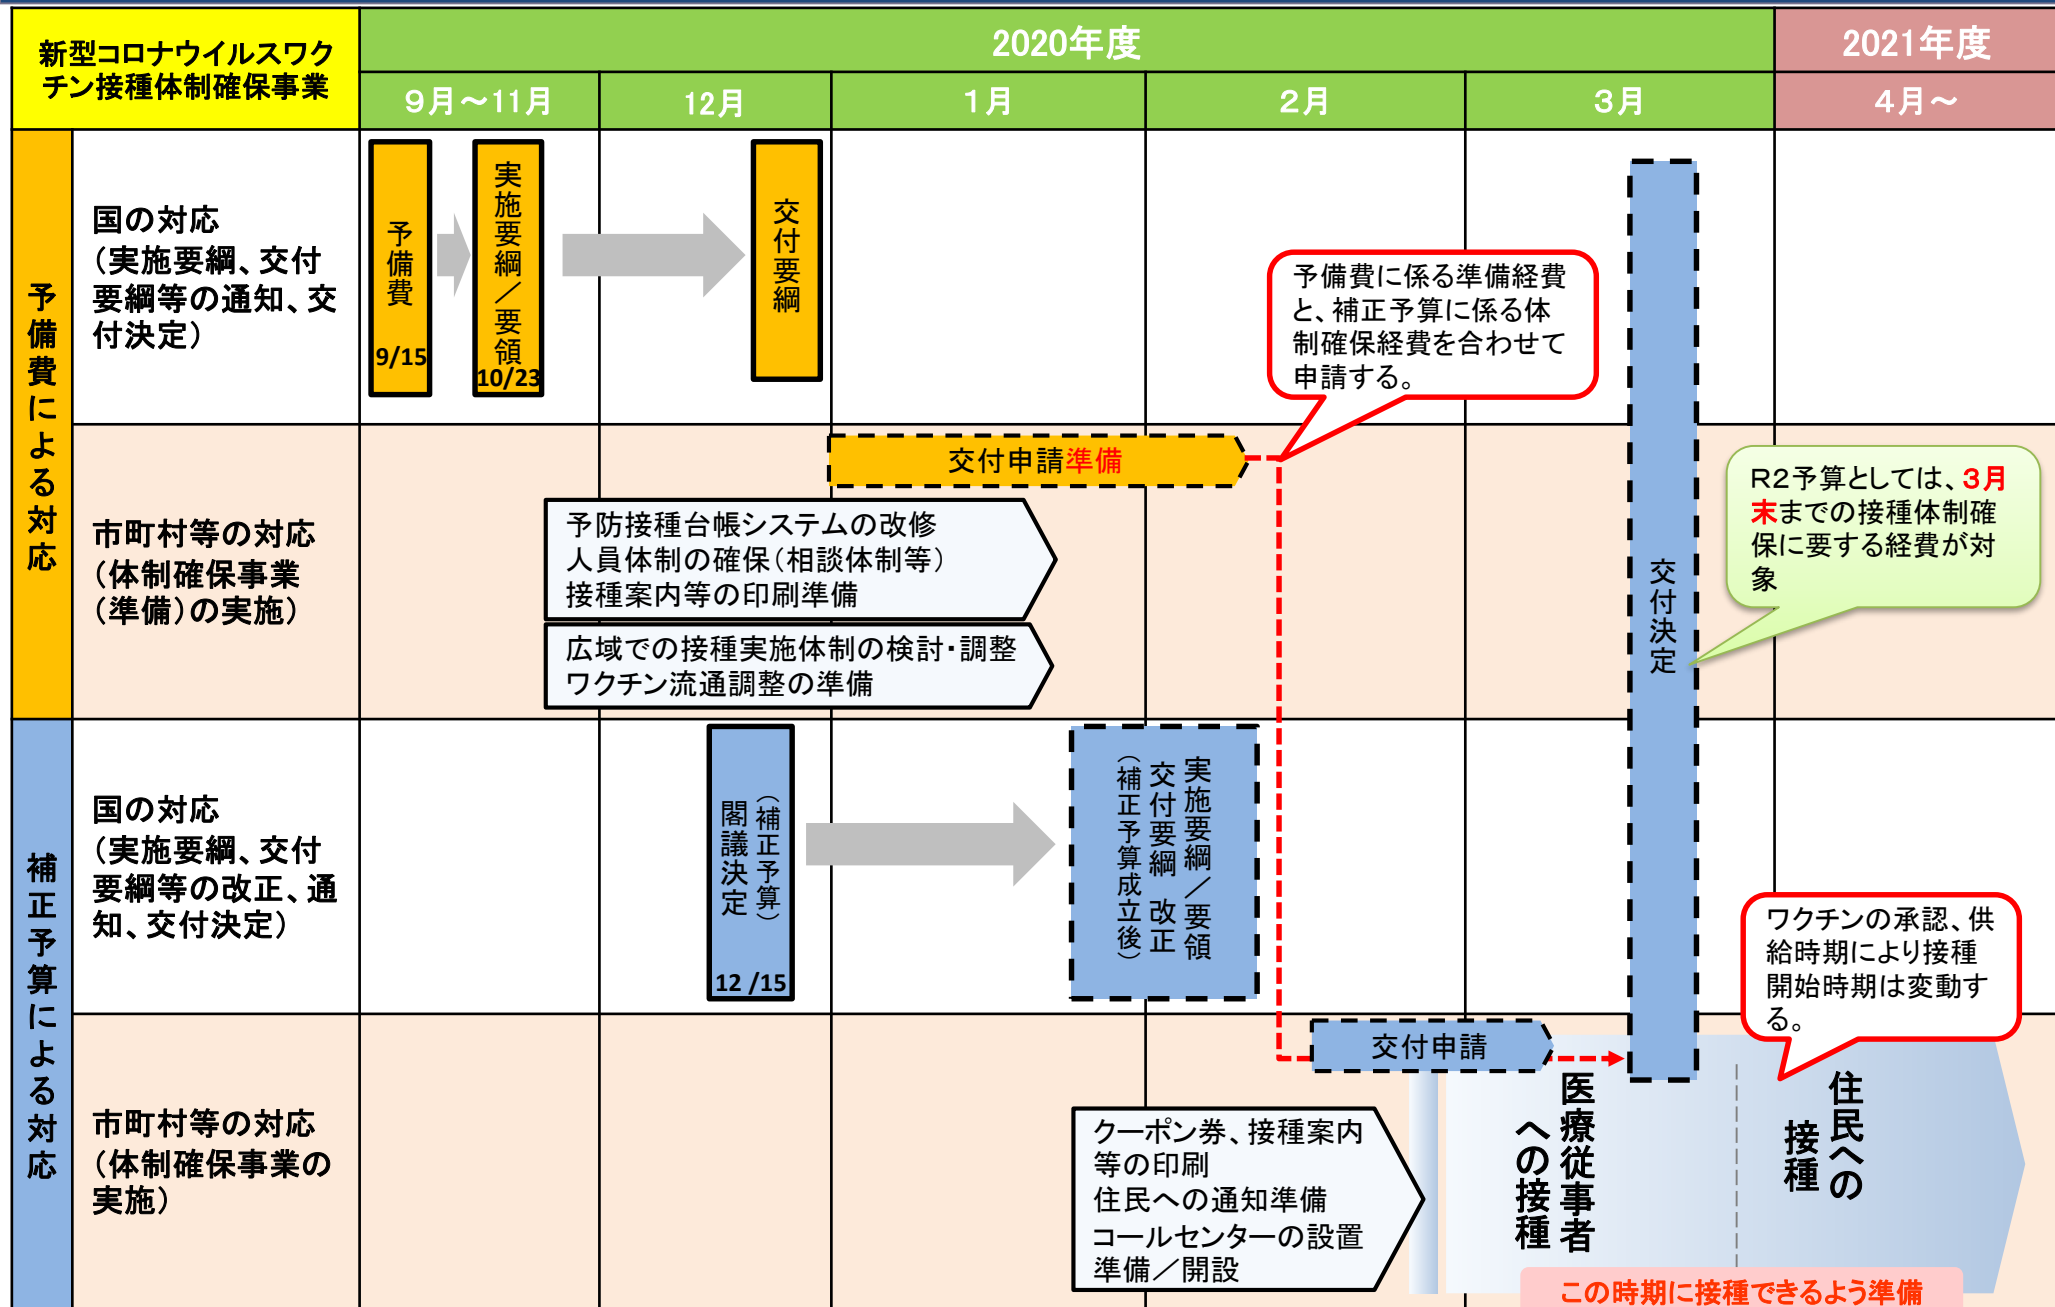 新型コロナウイルスワク
チン接種体制確保事業
2020年度
2021年度
9月～11月
12月
1月
2月
3月
4月～
予備費による対応
国の対応
（実施要綱、交付
要綱等の通知、交
付決定）
予備費
9/15
実施要綱／要領
10/23
交付要綱
予備費に係る準備経費
と、補正予算に係る体
制確保経費を合わせて
申請する。
市町村等の対応
（体制確保事業
（準備）の実施）
交付申請準備
予防接種台帳システムの改修
人員体制の確保（相談体制等）
接種案内等の印刷準備
広域での接種実施体制の検討・調整
ワクチン流通調整の準備
交付決定
R2予算としては、3月
末までの接種体制確
保に要する経費が対
象
補正予算による対応
国の対応
（実施要綱、交付
要綱等の改正、通
知、交付決定）
（補正予算）
閣議決定
12 /15
実施要綱／要領
交付要綱 改正
（補正予算成立後）
ワクチンの承認、供
給時期により接種
開始時期は変動す
る。
市町村等の対応
（体制確保事業の
実施）
交付申請
クーポン券、接種案内
等の印刷
住民への通知準備
コールセンターの設置
準備／開設
医療従事者
への接種
住民への
接種
この時期に接種できるよう準備